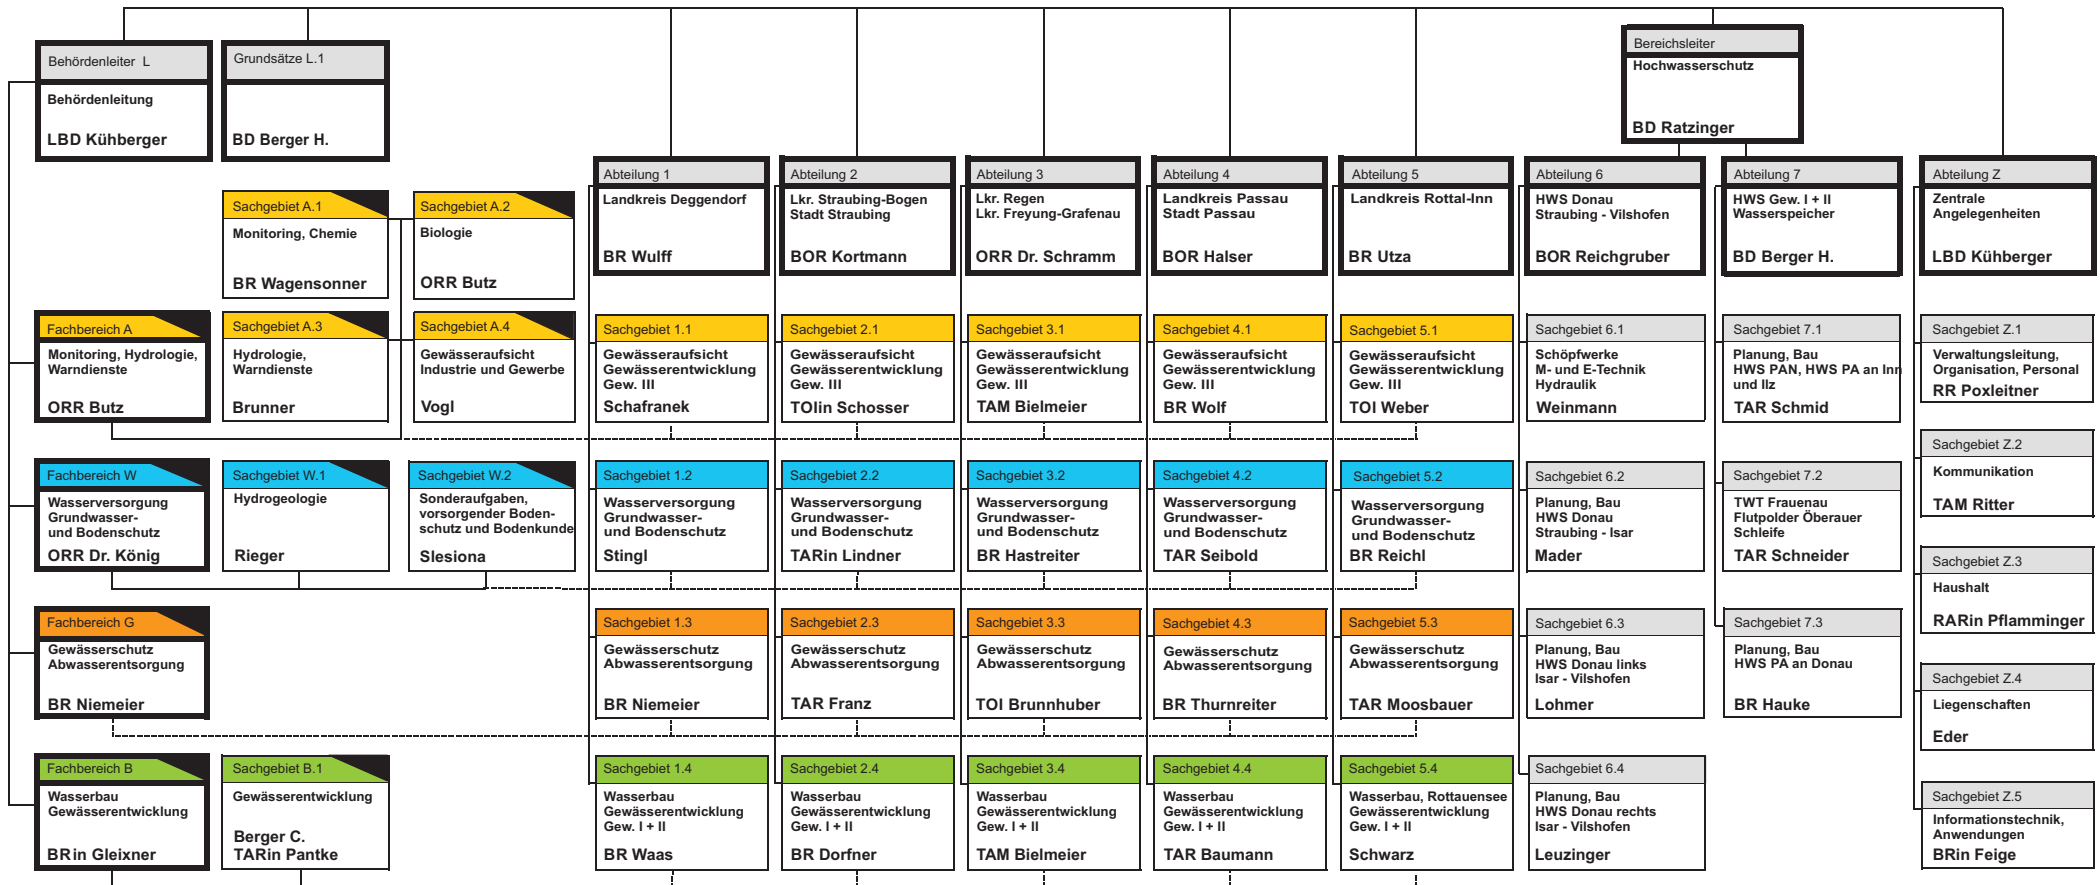 Behördenleiter L
Behördenleitung
LBD Kühberger
Grundsätze L.1
BD Berger H.
Bereichsleiter
Hochwasserschutz
BD Ratzinger
Abteilung 1
Landkreis Deggendorf
BR Wulff
Abteilung 2
Lkr. Straubing-Bogen
Stadt Straubing
BOR Kortmann
Abteilung 3
Lkr. Regen
Lkr. Freyung-Grafenau
ORR Dr. Schramm
Abteilung 4
Landkreis Passau
Stadt Passau
BOR Halser
Abteilung 5
Landkreis Rottal-Inn
BR Utza
Abteilung 6
HWS Donau
Straubing - Vilshofen
BOR Reichgruber
Abteilung 7
HWS Gew. I + II
Wasserspeicher
BD Berger H.
Abteilung Z
Zentrale
Angelegenheiten
LBD Kühberger
Sachgebiet A.1
Monitoring, Chemie
BR Wagensonner
Sachgebiet A.2
Biologie
ORR Butz
Fachbereich A
Monitoring, Hydrologie,
Warndienste
ORR Butz
Sachgebiet A.3
Hydrologie,
Warndienste
Brunner
Sachgebiet A.4
Gewässeraufsicht
Industrie und Gewerbe
Vogl
Sachgebiet 1.1
Gewässeraufsicht
Gewässerentwicklung
Gew. III
Schafranek
Sachgebiet 2.1
Gewässeraufsicht
Gewässerentwicklung
Gew. III
TOIin Schosser
Sachgebiet 3.1
Gewässeraufsicht
Gewässerentwicklung
Gew. III
TAM Bielmeier
Sachgebiet 4.1
Gewässeraufsicht
Gewässerentwicklung
Gew. III
BR Wolf
Sachgebiet 5.1
Gewässeraufsicht
Gewässerentwicklung
Gew. III
TOI Weber
Sachgebiet 6.1
Schöpfwerke
M- und E-Technik
Hydraulik
Weinmann
Sachgebiet 7.1
Planung, Bau
HWS PAN, HWS PA an Inn
und Ilz
TAR Schmid
Sachgebiet Z.1
Verwaltungsleitung,
Organisation, Personal
RR Poxleitner
Fachbereich W
Wasserversorgung
Grundwasser-
und Bodenschutz
ORR Dr. König
Sachgebiet W.1
Hydrogeologie
Rieger
Sachgebiet W.2
Sonderaufgaben,
vorsorgender Boden-
schutz und Bodenkunde
Slesiona
Sachgebiet 1.2
Wasserversorgung
Grundwasser-
und Bodenschutz
Stingl
Sachgebiet 2.2
Wasserversorgung
Grundwasser-
und Bodenschutz
TARin Lindner
Sachgebiet 3.2
Wasserversorgung
Grundwasser-
und Bodenschutz
BR Hastreiter
Sachgebiet 4.2
Wasserversorgung
Grundwasser-
und Bodenschutz
TAR Seibold
Sachgebiet 5.2
Wasserversorgung
Grundwasser-
und Bodenschutz
BR Reichl
Sachgebiet 6.2
Planung, Bau
HWS Donau
Straubing - Isar
Mader
Sachgebiet 7.2
TWT Frauenau
Flutpolder Öberauer
Schleife
TAR Schneider
Sachgebiet Z.2
Kommunikation
TAM Ritter
Sachgebiet Z.3
Haushalt
RARin Pflamminger
Fachbereich G
Gewässerschutz
Abwasserentsorgung
BR Niemeier
Sachgebiet 1.3
Gewässerschutz
Abwasserentsorgung
BR Niemeier
Sachgebiet 2.3
Gewässerschutz
Abwasserentsorgung
TAR Franz
Sachgebiet 3.3
Gewässerschutz
Abwasserentsorgung
TOI Brunnhuber
Sachgebiet 4.3
Gewässerschutz
Abwasserentsorgung
BR Thurnreiter
Sachgebiet 5.3
Gewässerschutz
Abwasserentsorgung
TAR Moosbauer
Sachgebiet 6.3
Planung, Bau
HWS Donau links
Isar - Vilshofen
Lohmer
Sachgebiet 7.3
Planung, Bau
HWS PA an Donau
BR Hauke
Sachgebiet Z.4
Liegenschaften
Eder
Fachbereich B
Wasserbau
Gewässerentwicklung
BRin Gleixner
Sachgebiet B.1
Gewässerentwicklung
Berger C.
TARin Pantke
Sachgebiet 1.4
Wasserbau
Gewässerentwicklung
Gew. I + II
BR Waas
Sachgebiet 2.4
Wasserbau
Gewässerentwicklung
Gew. I + II
BR Dorfner
Sachgebiet 3.4
Wasserbau
Gewässerentwicklung
Gew. I + II
TAM Bielmeier
Sachgebiet 4.4
Wasserbau
Gewässerentwicklung
Gew. I + II
TAR Baumann
Sachgebiet 5.4
Wasserbau, Rottauensee
Gewässerentwicklung
Gew. I + II
Schwarz
Sachgebiet 6.4
Planung, Bau
HWS Donau rechts
Isar - Vilshofen
Leuzinger
Sachgebiet Z.5
Informationstechnik,
Anwendungen
BRin Feige